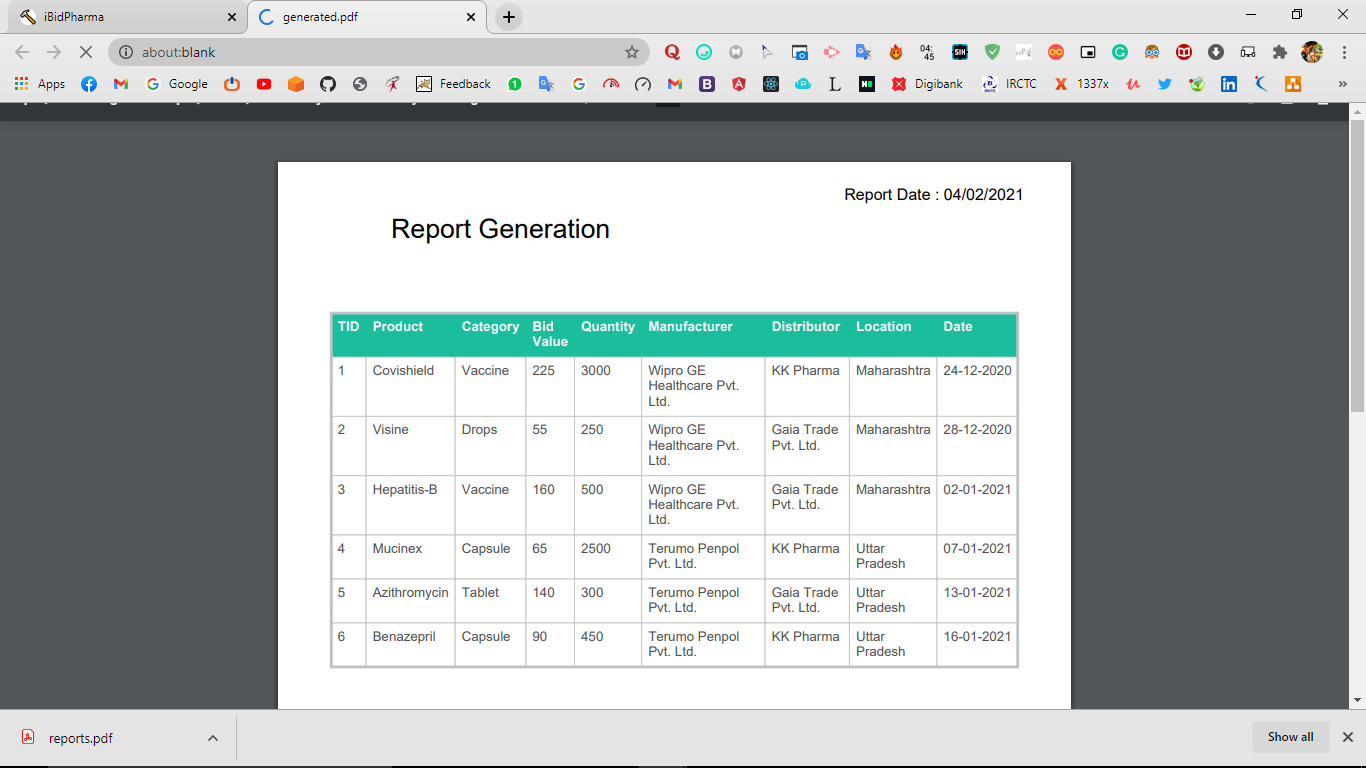 iBidPharma
generated.pdf
about:blank
04:
45
Apps
Google
Feedback
Digibank
IRCTC
1337x
Report Date : 04/02/2021
Report Generation
TID Product Category Bid Value Quantity Manufacturer Distributor Location Date
1 Covishield Vaccine 225 3000 Wipro GE Healthcare Pvt. Ltd. KK Pharma Maharashtra 24-12-2020
2 Visine Drops 55 250 Wipro GE Healthcare Pvt. Ltd. Gaia Trade Pvt. Ltd. Maharashtra 28-12-2020
3 Hepatitis-B Vaccine 160 500 Wipro GE Healthcare Pvt. Ltd. Gaia Trade Pvt. Ltd. Maharashtra 02-01-2021
4 Mucinex Capsule 65 2500 Terumo Penpol Pvt. Ltd. KK Pharma Uttar Pradesh 07-01-2021
5 Azithromycin Tablet 140 300 Terumo Penpol Pvt. Ltd. Gaia Trade Pvt. Ltd. Uttar Pradesh 13-01-2021
6 Benazepril Capsule 90 450 Terumo Penpol Pvt. Ltd. KK Pharma Uttar Pradesh 16-01-2021
reports.pdf
Show all